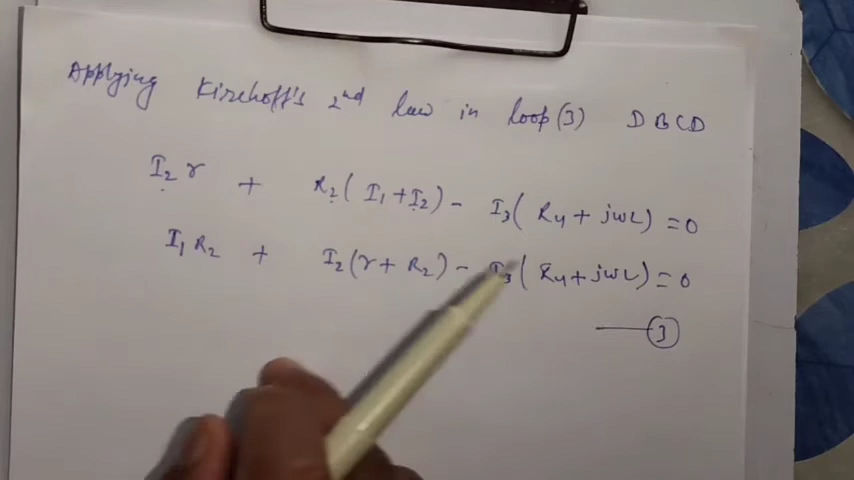 Applying Kirchoff's 2nd law in loop (3) DBCD
I₂ r + R₂ ( I₁ + I₂ ) - I₃ ( R₄ + jωL ) = 0
I₁ R₂ + I₂ ( r + R₂ ) - I₃ ( R₄ + jωL ) = 0
3